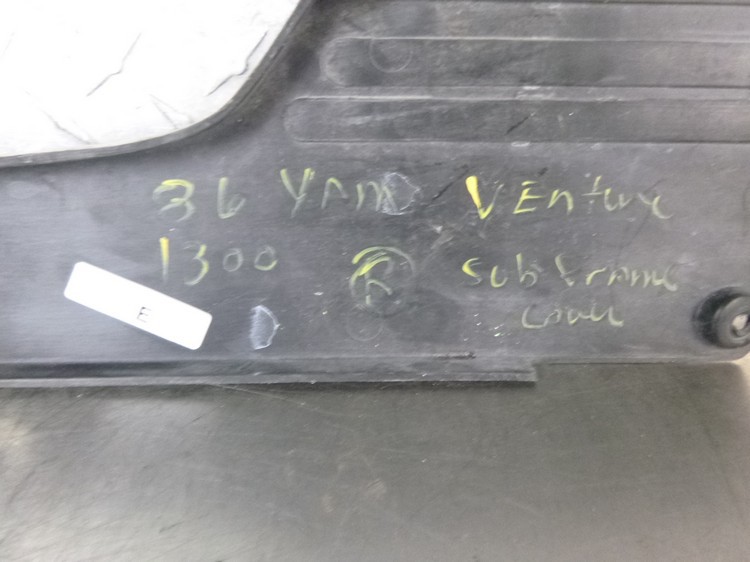 36 YAM VEnture
1300 R Sub Frame
Cover
E